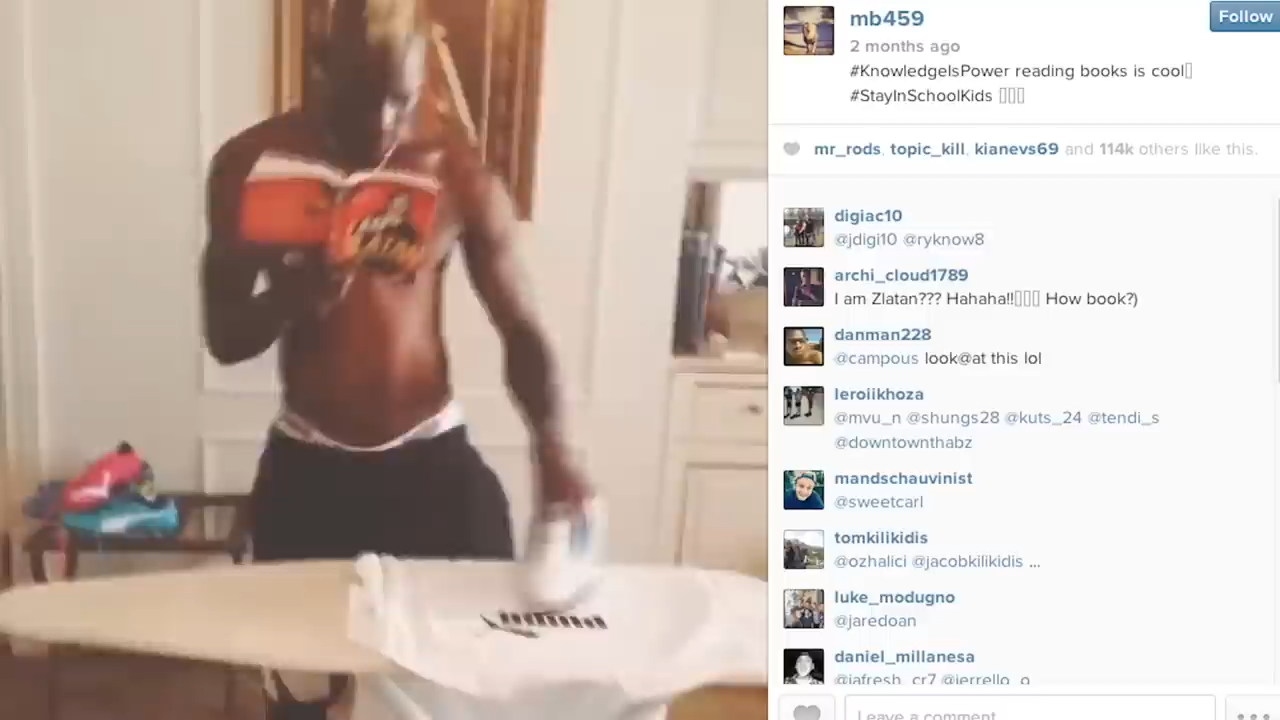 mb459
Follow
2 months ago
#KnowledgeIsPower reading books is cool
#StayInSchoolKids
mr_rods, topic_kill, kianevs69 and 114k others like this.
digiac10
@jdigi10 @ryknow8
archi_cloud1789
I am Zlatan??? Hahaha!! How book?)
danman228
@campous look@at this lol
leroiikhoza
@mvu_n @shungs28 @kuts_24 @tendi_s
@downtownthabz
mandschauvinist
@sweetcarl
tomkilikidis
@ozhalici @jacobkilikidis ...
luke_modugno
@jaredoan
daniel_millanesa
@jafresh_cr7 @jerrello_o
Leave a comment